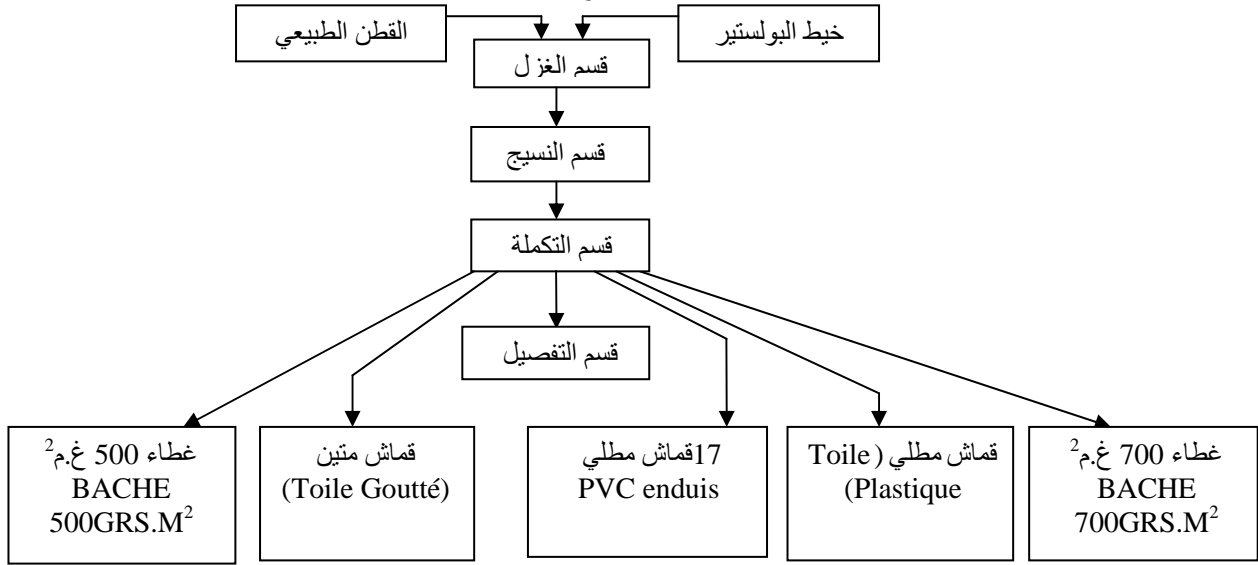 خيط البولستير
القطن الطبيعي
قسم الغزل
قسم النسيج
قسم التكملة
قسم التفصيل
غطاء 700 غ.م²
BACHE
700GRS.M²
قماش مطلي (Toile
Plastique)
17قماش مطلي
PVC enduis
قماش متين
(Toile Goutté)
غطاء 500 غ.م²
BACHE
500GRS.M²